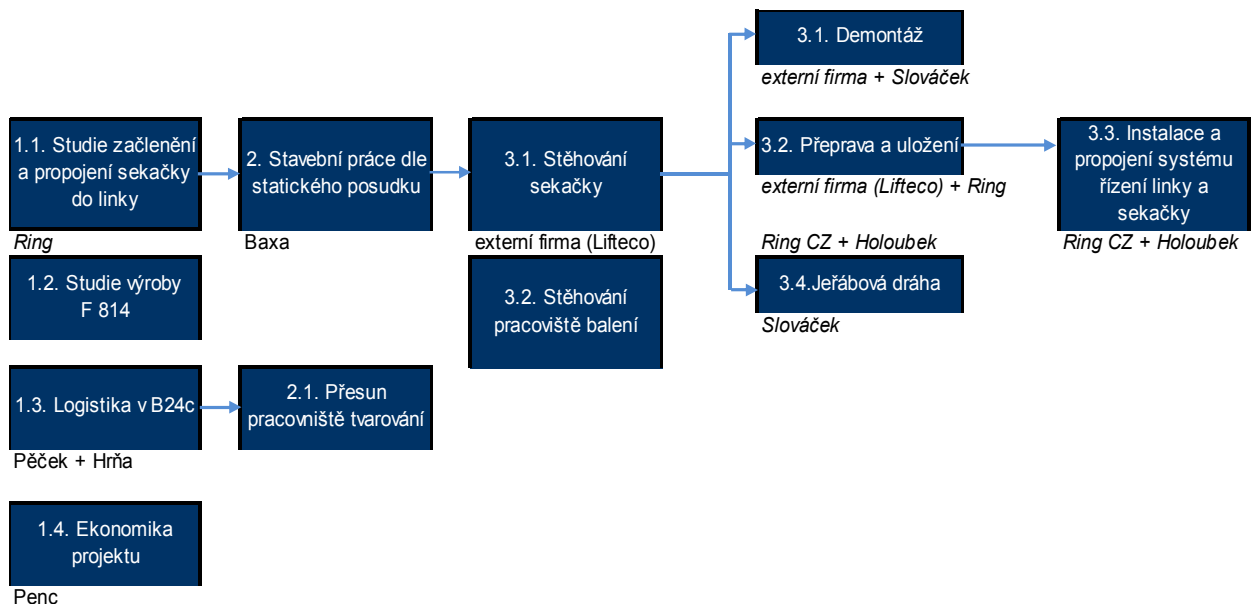 3.1. Demontáž
externí firma + Slováček
1.1. Studie začlenění
a propojení sekačky
do linky
Ring
2. Stavební práce dle
statického posudku
Baxa
3.1. Stěhování
sekačky
externí firma (Lifteco)
3.2. Přeprava a uložení
externí firma (Lifteco) + Ring
3.3. Instalace a
propojení systému
řízení linky a
sekačky
Ring CZ + Holoubek
Ring CZ + Holoubek
1.2. Studie výroby
F 814
3.2. Stěhování
pracoviště balení
3.4.Jeřábová dráha
Slováček
1.3. Logistika v B24c
Pěček + Hrňa
2.1. Přesun
pracovniště tvarování
1.4. Ekonomika
projektu
Penc